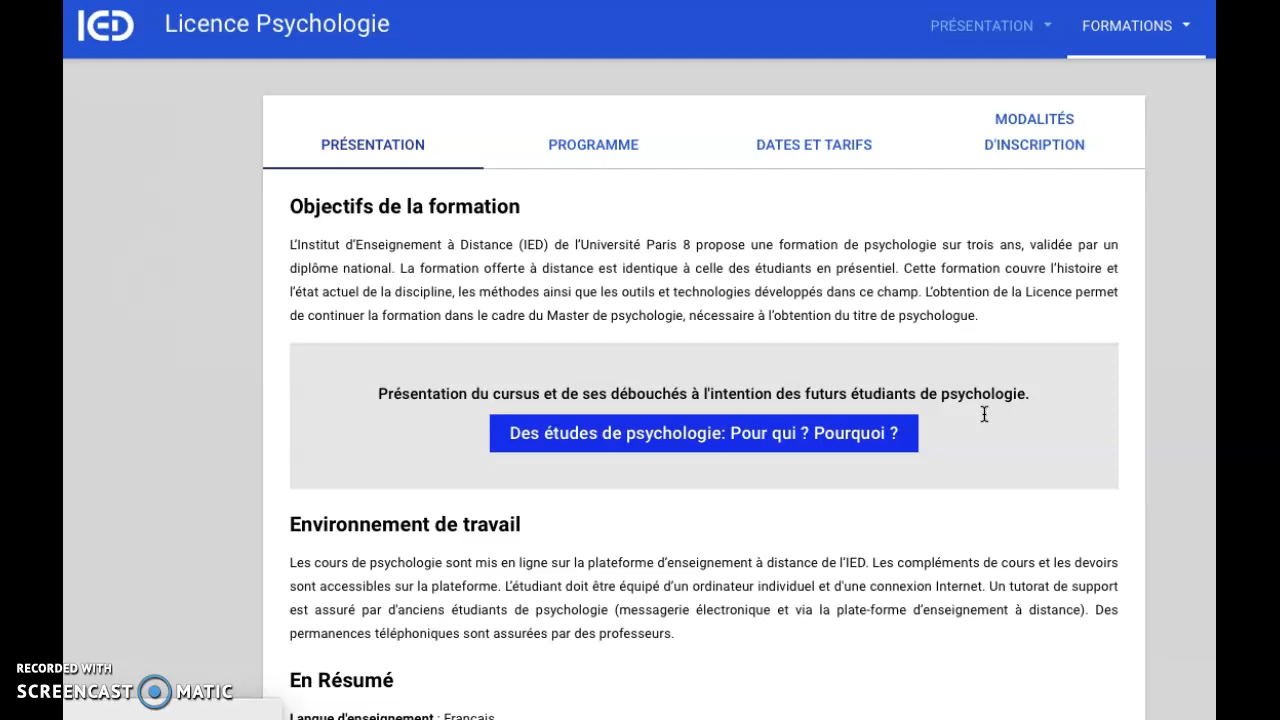 IED
Licence Psychologie
PRÉSENTATION
FORMATIONS
PRÉSENTATION
PROGRAMME
DATES ET TARIFS
MODALITÉS
D'INSCRIPTION
Objectifs de la formation
L’Institut d’Enseignement à Distance (IED) de l’Université Paris 8 propose une formation de psychologie sur trois ans, validée par un
diplôme national. La formation offerte à distance est identique à celle des étudiants en présentiel. Cette formation couvre l’histoire et
l’état actuel de la discipline, les méthodes ainsi que les outils et technologies développés dans ce champ. L’obtention de la Licence permet
de continuer la formation dans le cadre du Master de psychologie, nécessaire à l’obtention du titre de psychologue.
Présentation du cursus et de ses débouchés à l'intention des futurs étudiants de psychologie.
Des études de psychologie: Pour qui ? Pourquoi ?
Environnement de travail
Les cours de psychologie sont mis en ligne sur la plateforme d’enseignement à distance de l’IED. Les compléments de cours et les devoirs
sont accessibles sur la plateforme. L’étudiant doit être équipé d’un ordinateur individuel et d'une connexion Internet. Un tutorat de support
est assuré par d'anciens étudiants de psychologie (messagerie électronique et via la plate-forme d’enseignement à distance). Des
permanences téléphoniques sont assurées par des professeurs.
En Résumé
Langue d'enseignement : Français
RECORDED WITH
SCREENCAST MATIC